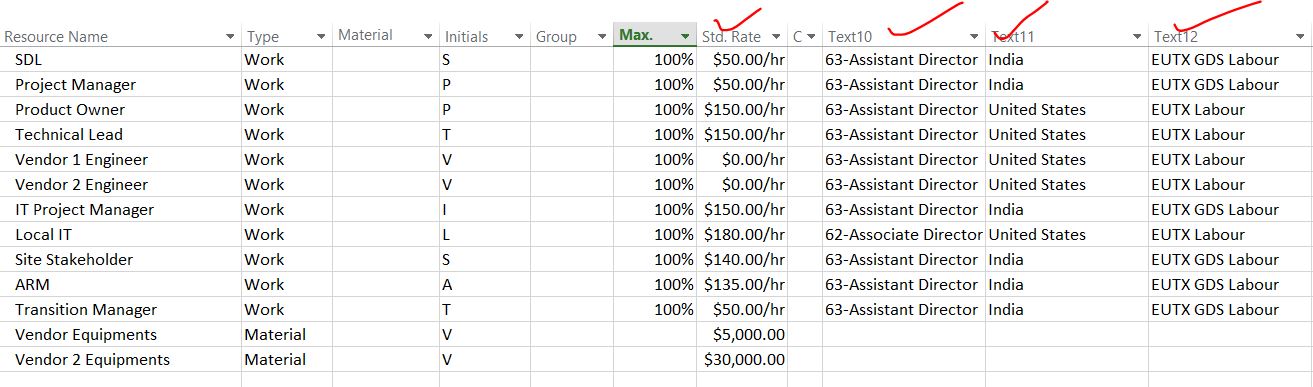 Resource Name Type Material Initials Group Max. Std. Rate C Text10 Text11 Text12
SDL Work S 100% $50.00/hr 63-Assistant Director India EUTX GDS Labour
Project Manager Work P 100% $50.00/hr 63-Assistant Director India EUTX GDS Labour
Product Owner Work P 100% $150.00/hr 63-Assistant Director United States EUTX Labour
Technical Lead Work T 100% $150.00/hr 63-Assistant Director United States EUTX Labour
Vendor 1 Engineer Work V 100% $0.00/hr 63-Assistant Director United States EUTX Labour
Vendor 2 Engineer Work V 100% $0.00/hr 63-Assistant Director United States EUTX Labour
IT Project Manager Work I 100% $150.00/hr 63-Assistant Director India EUTX GDS Labour
Local IT Work L 100% $180.00/hr 62-Associate Director United States EUTX Labour
Site Stakeholder Work S 100% $140.00/hr 63-Assistant Director India EUTX GDS Labour
ARM Work A 100% $135.00/hr 63-Assistant Director India EUTX GDS Labour
Transition Manager Work T 100% $50.00/hr 63-Assistant Director India EUTX GDS Labour
Vendor Equipments Material V $5,000.00
Vendor 2 Equipments Material V $30,000.00